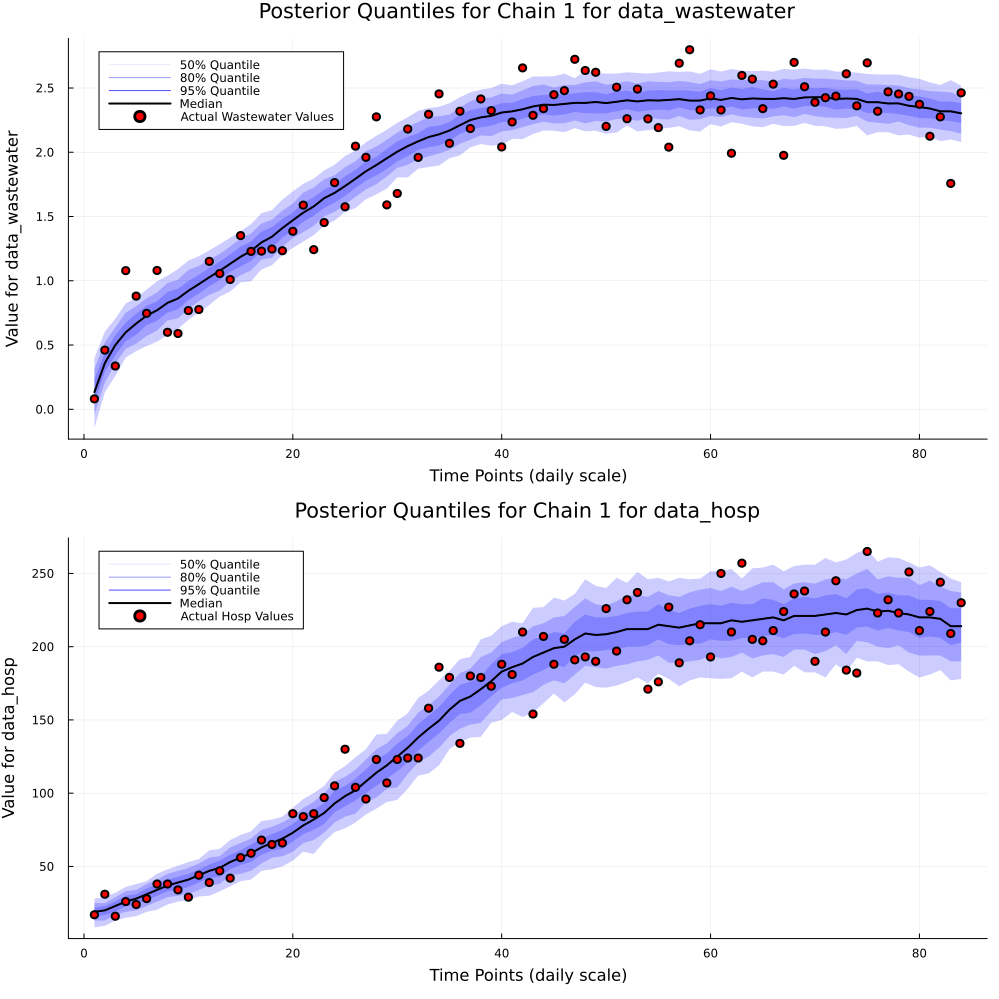 Posterior Quantiles for Chain 1 for data_wastewater
50% Quantile
80% Quantile
95% Quantile
Median
Actual Wastewater Values
Value for data_wastewater
2.5
2.0
1.5
1.0
0.5
0.0
0 20 40 60 80
Time Points (daily scale)
Posterior Quantiles for Chain 1 for data_hosp
50% Quantile
80% Quantile
95% Quantile
Median
Actual Hosp Values
Value for data_hosp
250
200
150
100
50
0 20 40 60 80
Time Points (daily scale)